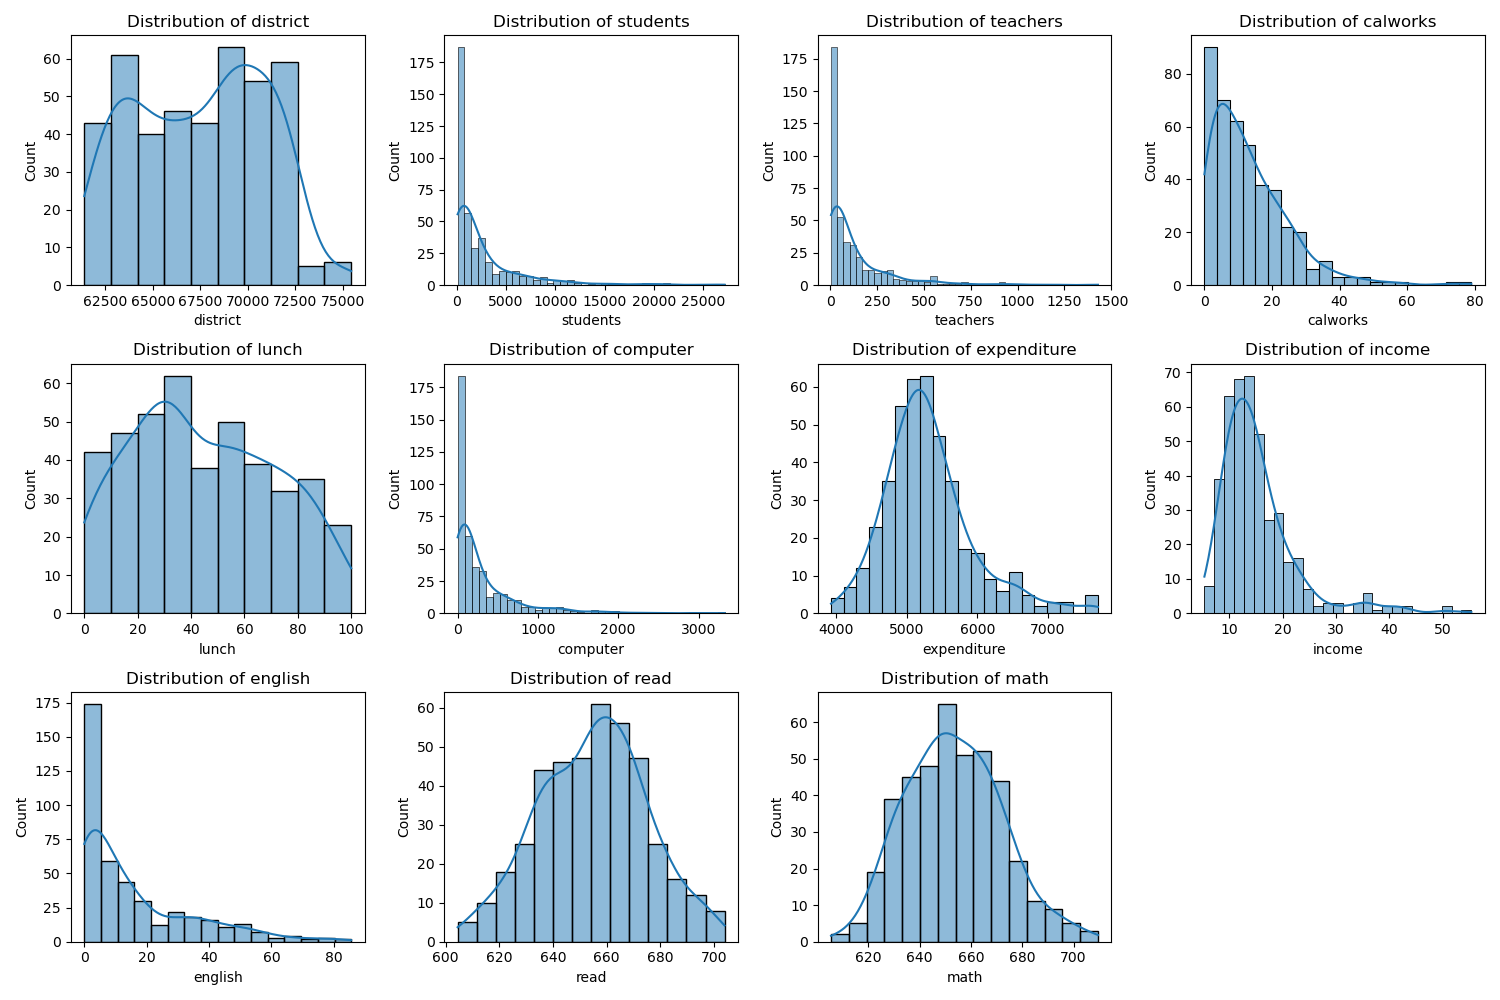 Distribution of district
Count
60
50
40
30
20
10
0
62500 65000 67500 70000 72500 75000
district
Distribution of students
Count
175
150
125
100
75
50
25
0
0 5000 10000 15000 20000 25000
students
Distribution of teachers
Count
175
150
125
100
75
50
25
0
0 250 500 750 1000 1250 1500
teachers
Distribution of calworks
Count
80
60
40
20
0
0 20 40 60 80
calworks
Distribution of lunch
Count
60
50
40
30
20
10
0
0 20 40 60 80 100
lunch
Distribution of computer
Count
175
150
125
100
75
50
25
0
0 1000 2000 3000
computer
Distribution of expenditure
Count
60
50
40
30
20
10
0
4000 5000 6000 7000
expenditure
Distribution of income
Count
70
60
50
40
30
20
10
0
10 20 30 40 50
income
Distribution of english
Count
175
150
125
100
75
50
25
0
0 20 40 60 80
english
Distribution of read
Count
60
50
40
30
20
10
0
600 620 640 660 680 700
read
Distribution of math
Count
60
50
40
30
20
10
0
620 640 660 680 700
math